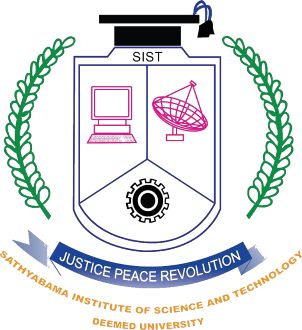 SIST
JUSTICE PEACE REVOLUTION
SATHYABAMA INSTITUTE OF SCIENCE AND TECHNOLOGY
DEEMED UNIVERSITY